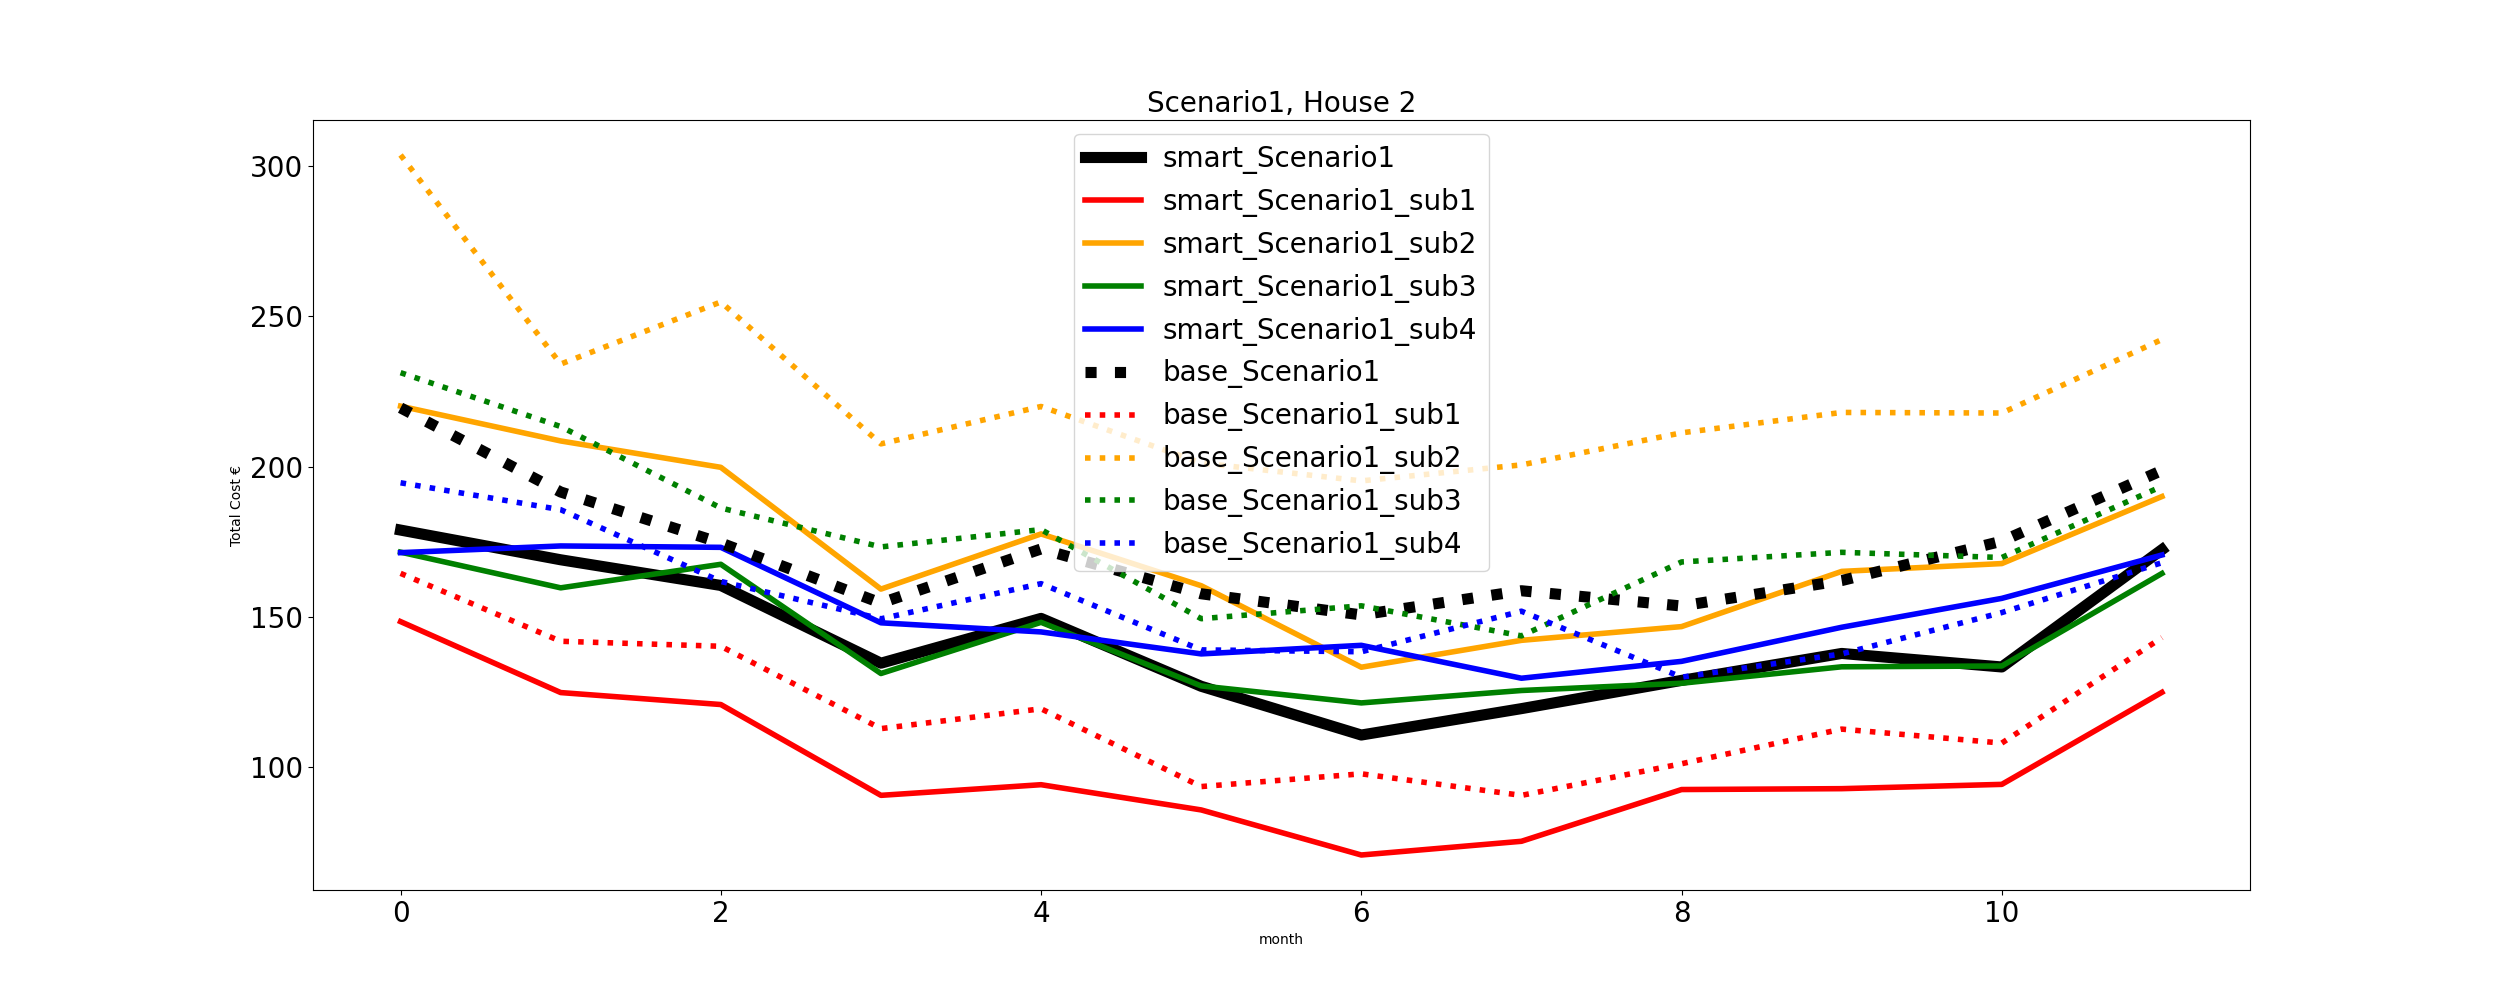 Scenario1, House 2
smart_Scenario1
smart_Scenario1_sub1
smart_Scenario1_sub2
smart_Scenario1_sub3
smart_Scenario1_sub4
base_Scenario1
base_Scenario1_sub1
base_Scenario1_sub2
base_Scenario1_sub3
base_Scenario1_sub4
Total Cost €
300
250
200
150
100
0 2 4 6 8 10
month